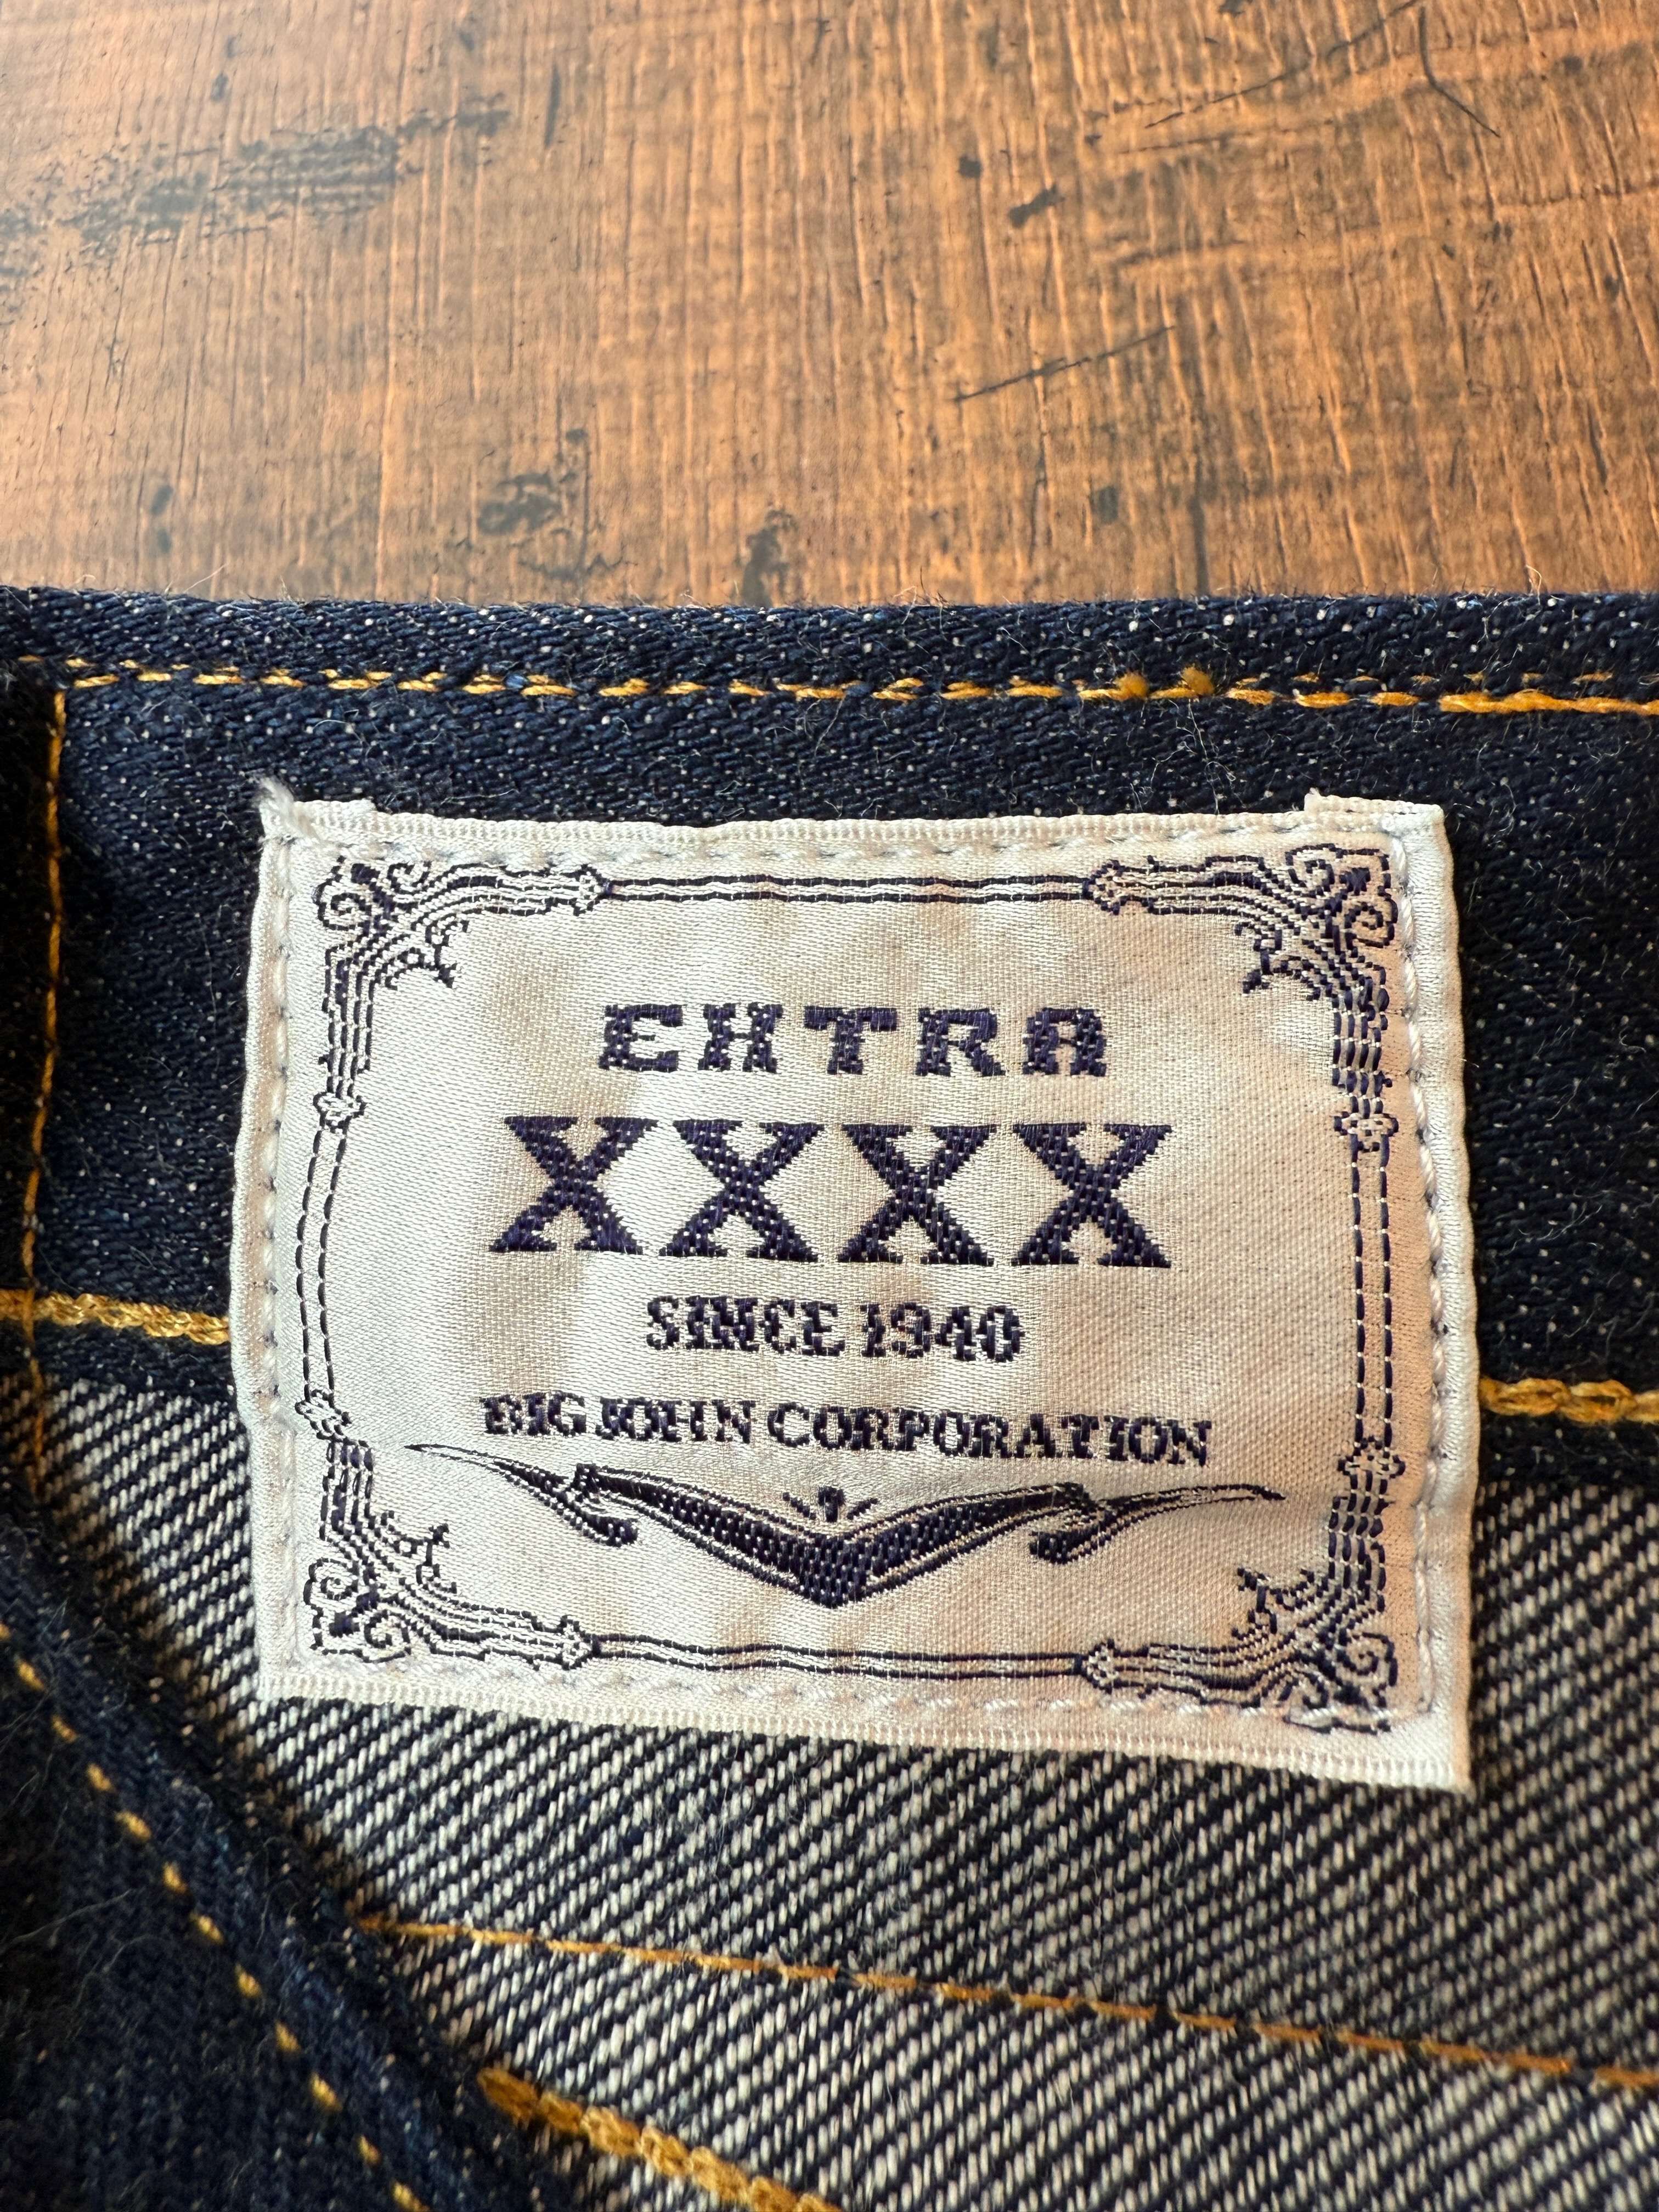 EXTRA
XXXX
SINCE 1940
BIG JOHN CORPORATION